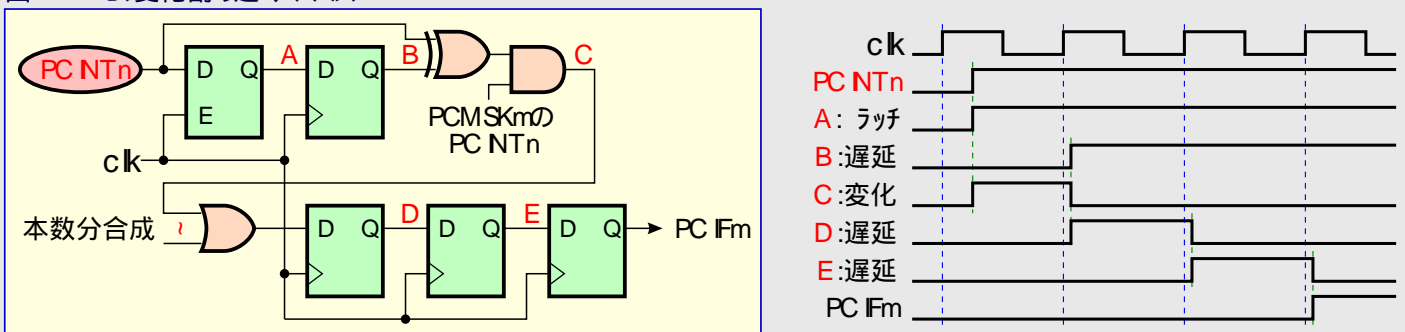 PCINTn
D Q
E
A
D Q
B
C
PCMSKmの
PCINTn
clk
本数分合成
~
D Q
D
D Q
E
D Q
PCIFm
clk
PCINTn
A: ラッチ
B:遅延
C:変化
D:遅延
E:遅延
PCIFm